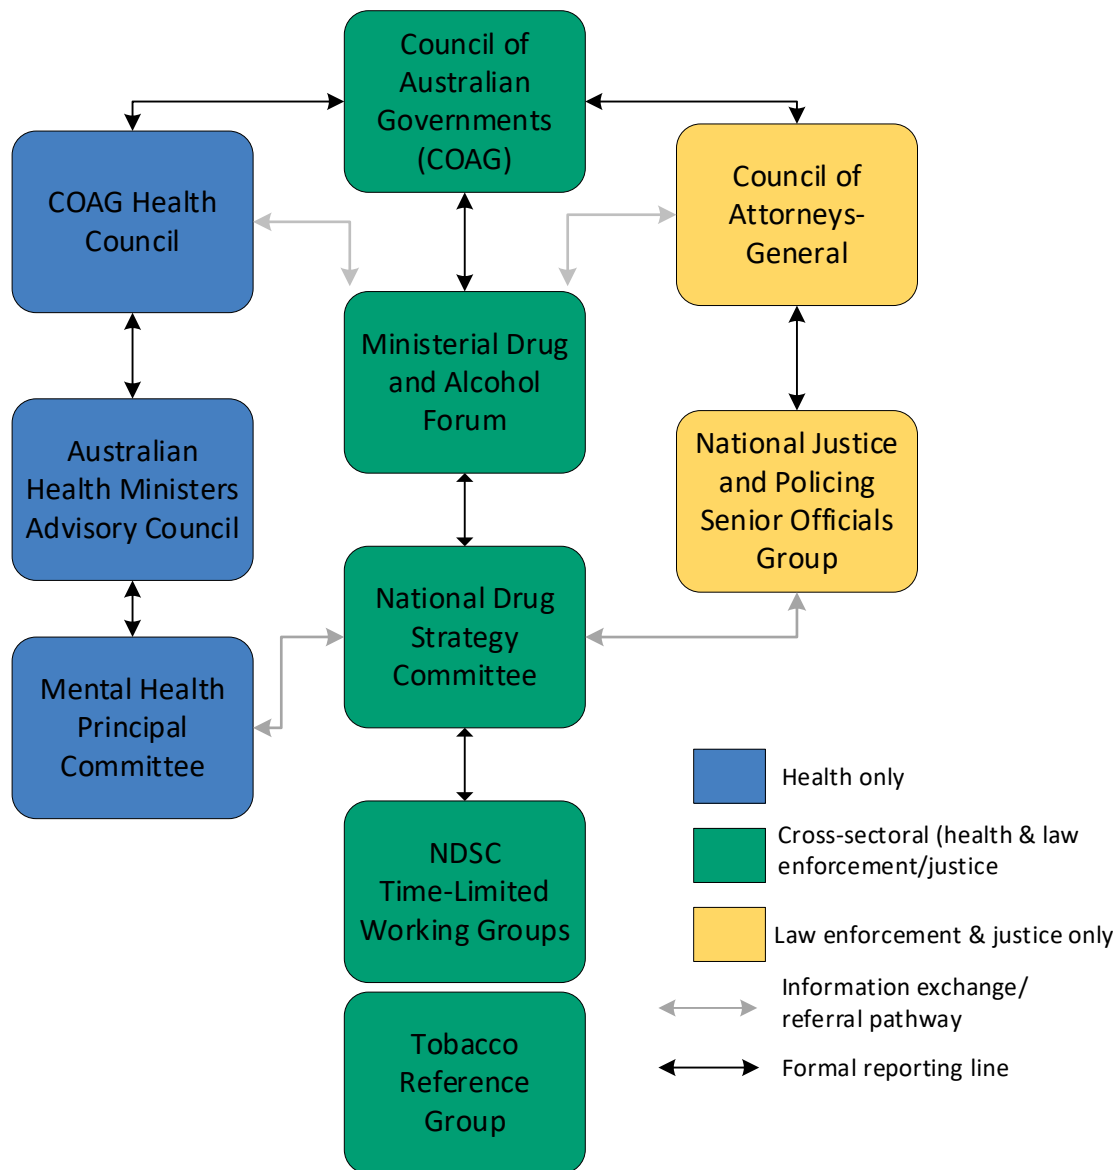 Council of
Australian
Governments
(COAG)
COAG Health
Council
Council of
Attorneys-
General
Ministerial Drug
and Alcohol
Forum
Australian
Health Ministers
Advisory Council
National Justice
and Policing
Senior Officials
Group
National Drug
Strategy
Committee
Mental Health
Principal
Committee
NDSC
Time-Limited
Working Groups
Tobacco
Reference
Group
Health only
Cross-sectoral (health & law
enforcement/justice
Law enforcement & justice only
Information exchange/
referral pathway
Formal reporting line